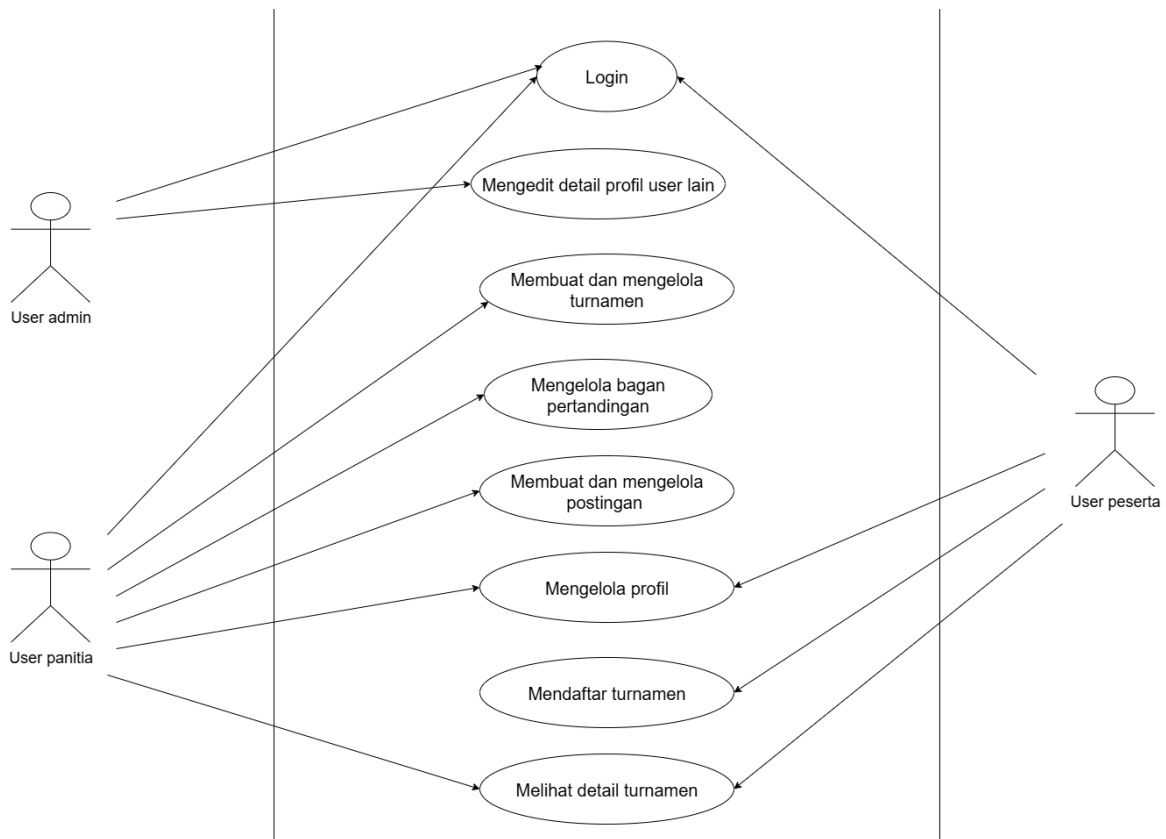 Login
Mengedit detail profil user lain
User admin
Membuat dan mengelola
turnamen
Mengelola bagan
pertandingan
Membuat dan mengelola
postingan
User peserta
Mengelola profil
User panitia
Mendaftar turnamen
Melihat detail turnamen